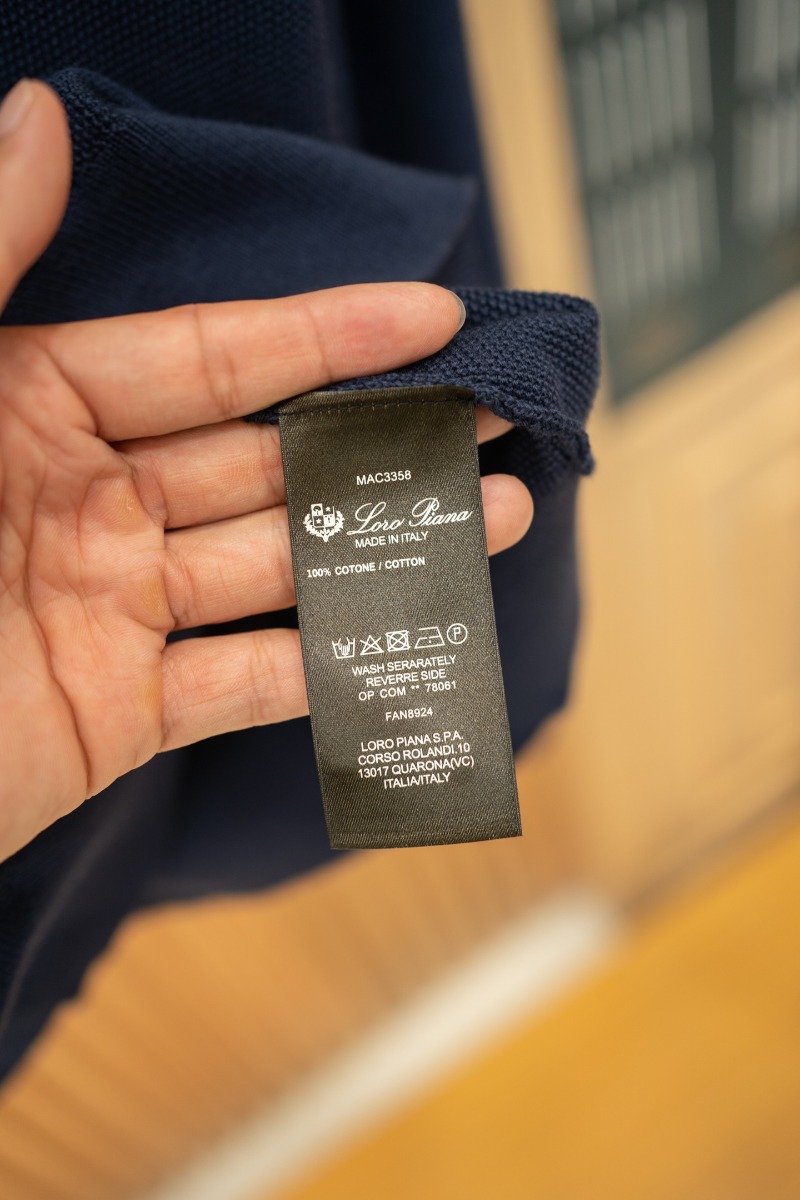 MAC3358
Loro Piana
MADE IN ITALY
100% COTONE / COTTON
P
WASH SERARATELY
REVERRE SIDE
OP COM ** 78061
FAN8924
LORO PIANA S.P.A.
CORSO ROLANDI.10
13017 QUARONA(VC)
ITALIA/ITALY